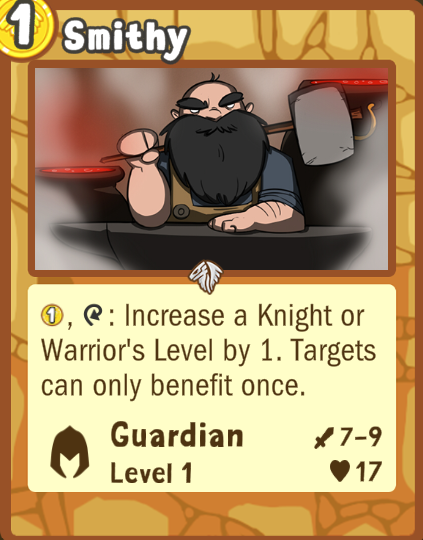 1 Smithy
1, : Increase a Knight or
Warrior's Level by 1. Targets
can only benefit once.
Guardian 7–9
Level 1 17